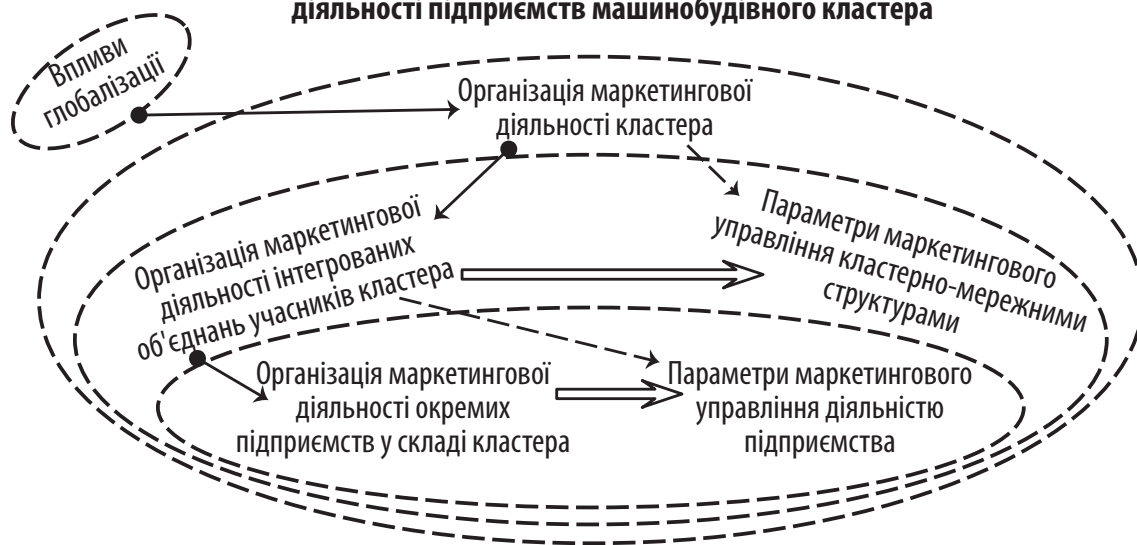 діяльності підприємств машинобудівного кластера
Впливи
глобалізації
Організація маркетингової
діяльності кластера
Організація маркетингової
діяльності інтегрованих
об'єднань учасників кластера
Параметри маркетингового
управління кластерно-мережними
структурами
Організація маркетингової
діяльності окремих
підприємств у складі кластера
Параметри маркетингового
управління діяльністю
підприємства